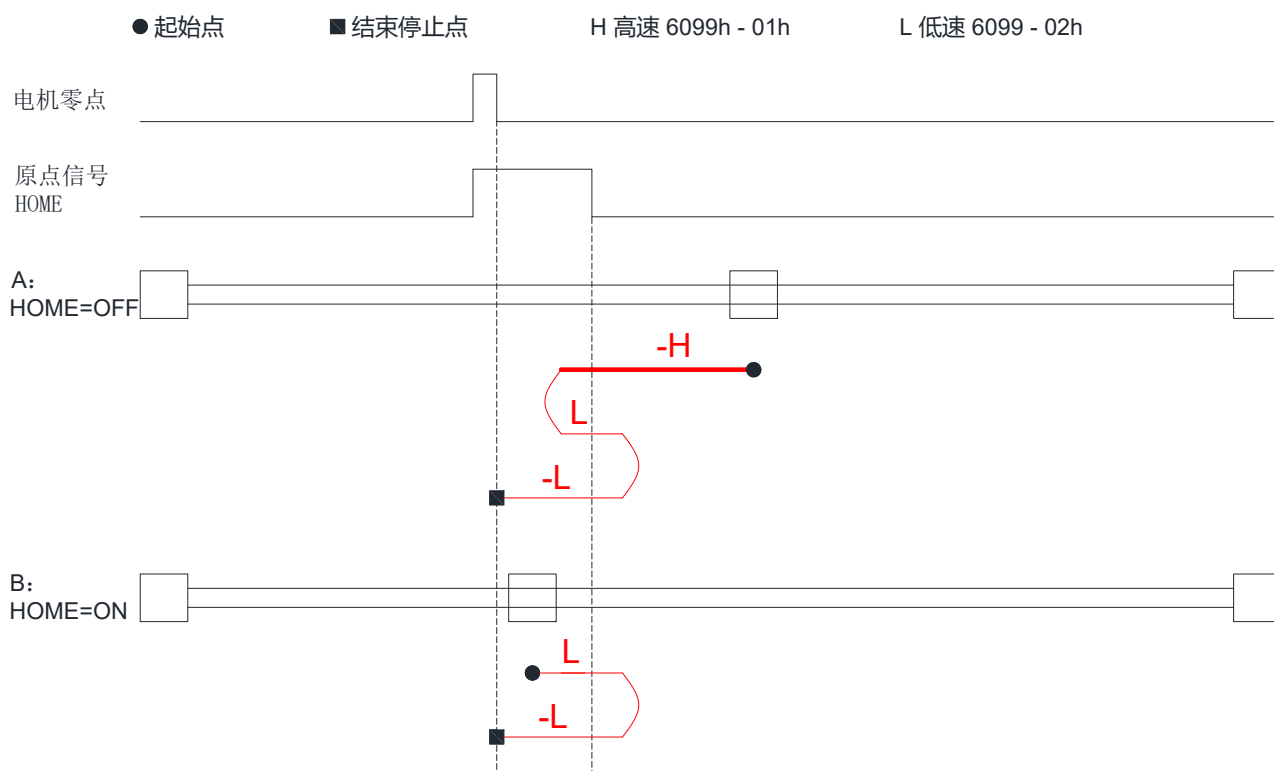 起始点 结束停止点 H 高速 6099h - 01h L 低速 6099 - 02h
电机零点
原点信号
HOME
A：
HOME=OFF
-H
L
-L
B：
HOME=ON
L
-L